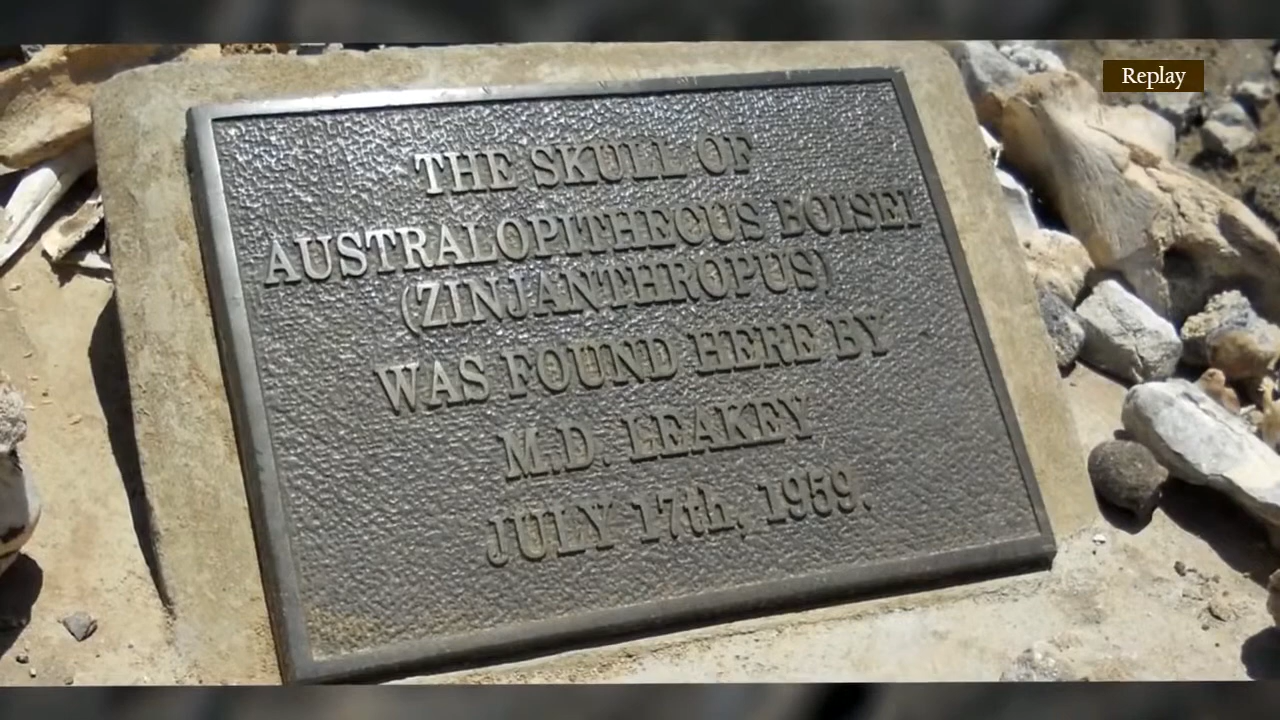 Replay
THE SKULL OF
AUSTRALOPITHECUS BOISEI
(ZINJANTHROPUS)
WAS FOUND HERE BY
M.D. LEAKEY
JULY 17th, 1959.